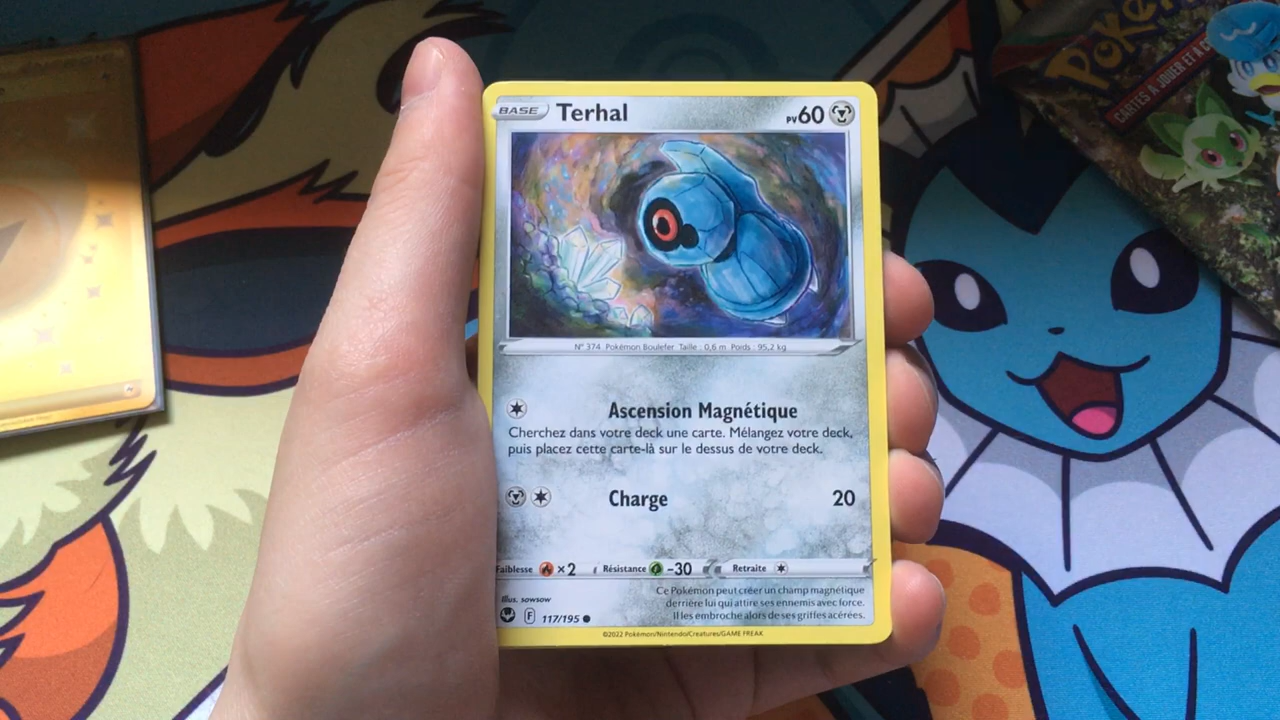 BASE Terhal PV 60
N° 374 Pokémon Boulefer Taille : 0,6 m Poids : 95,2 kg
Ascension Magnétique
Cherchez dans votre deck une carte. Mélangez votre deck,
puis placez cette carte-là sur le dessus de votre deck.
Charge 20
Faiblesse ×2 Résistance -30 Retraite
Illus. sowsow
Ce Pokémon peut créer un champ magnétique
derrière lui qui attire ses ennemis avec force.
Il les embroche alors de ses griffes acérées.
F 117/195
©2022 Pokémon/Nintendo/Creatures/GAME FREAK
CARTES À JOUER ET À